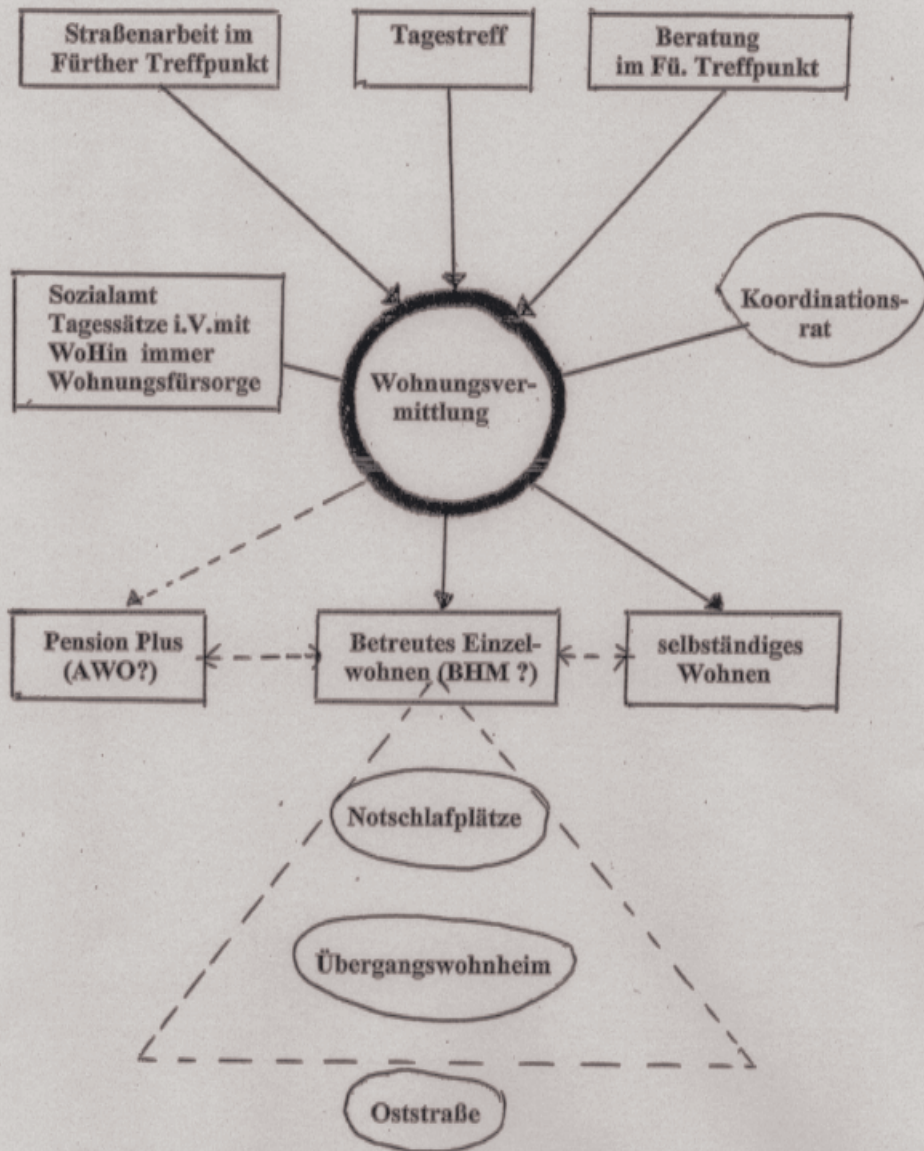 Straßenarbeit im
Fürther Treffpunkt
Tagestreff
Beratung
im Fü. Treffpunkt
Sozialamt
Tagessätze i.V.mit
WoHin immer
Wohnungsfürsorge
Wohnungsver-
mittlung
Koordinations-
rat
Pension Plus
(AWO?)
Betreutes Einzel-
wohnen (BHM ?)
selbständiges
Wohnen
Notschlafplätze
Übergangswohnheim
Oststraße